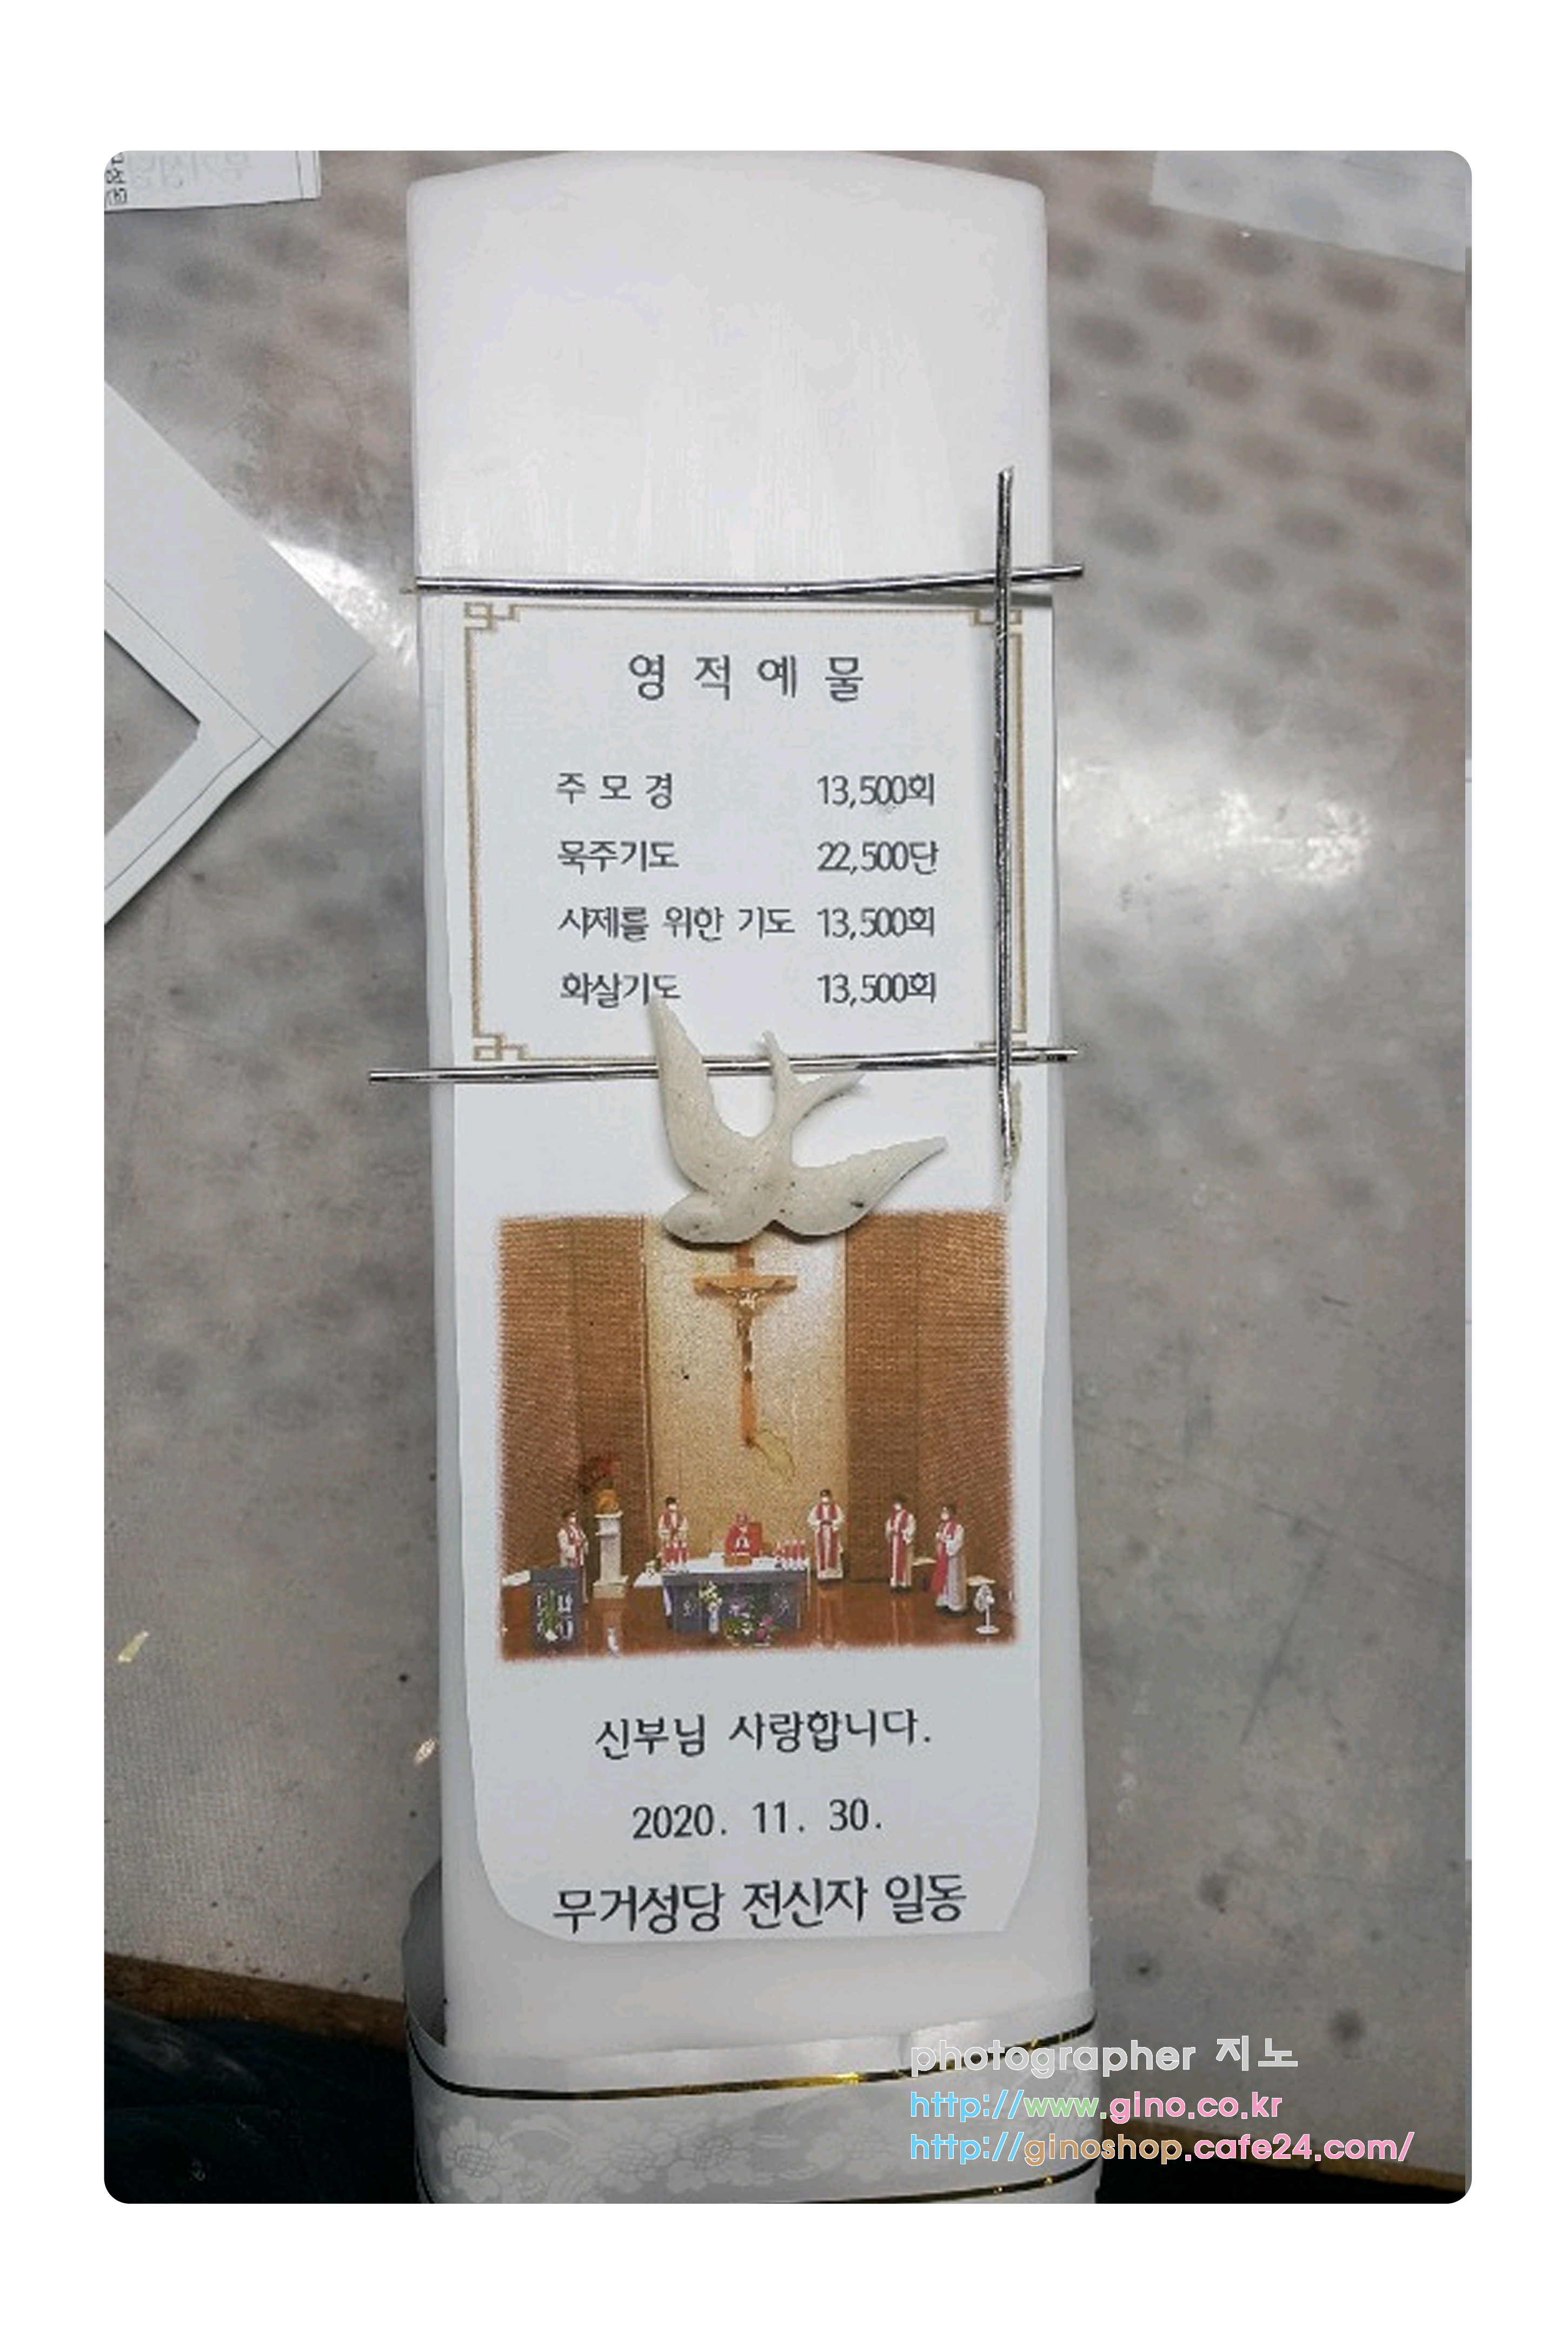 영 적 예 물
주 모 경 13,500회
묵주기도 22,500단
사제를 위한 기도 13,500회
화살기도 13,500회
신부님 사랑합니다.
2020. 11. 30.
무거성당 전신자 일동
photographer 지노
http://www.gino.co.kr
http://ginoshop.cafe24.com/